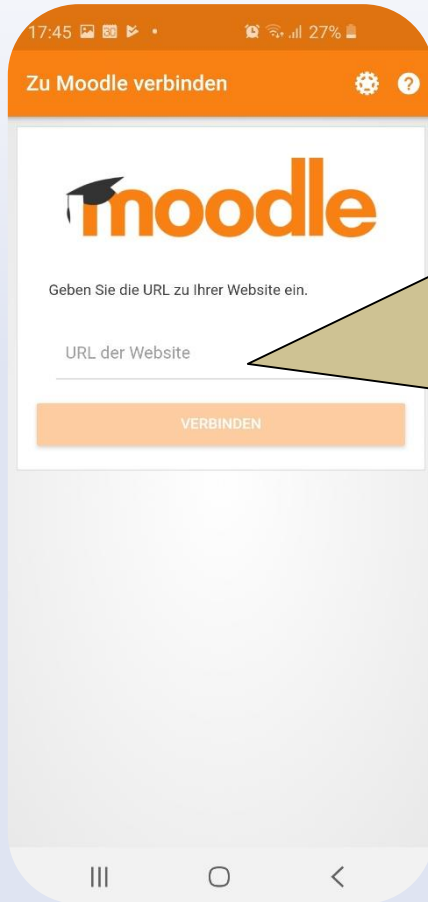 17:45 30 27%
Zu Moodle verbinden ?
moodle
Geben Sie die URL zu Ihrer Website ein.
URL der Website
VERBINDEN